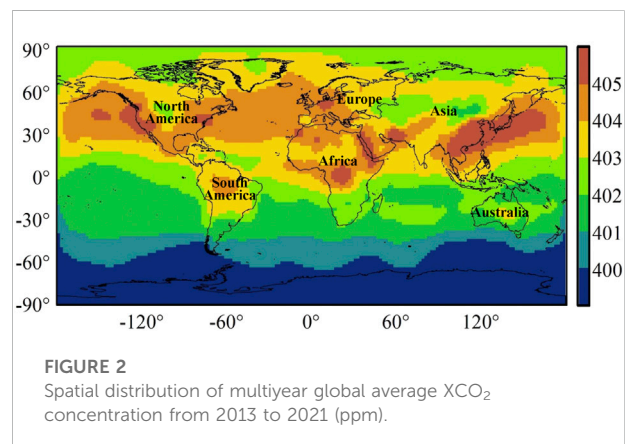 90°
60°
30°
0°
-30°
-60°
-90°
North
America
Europe
Asia
Africa
South
America
Australia
405
404
403
402
401
400
-120°
-60°
0°
60°
120°
FIGURE 2
Spatial distribution of multiyear global average XCO₂
concentration from 2013 to 2021 (ppm).